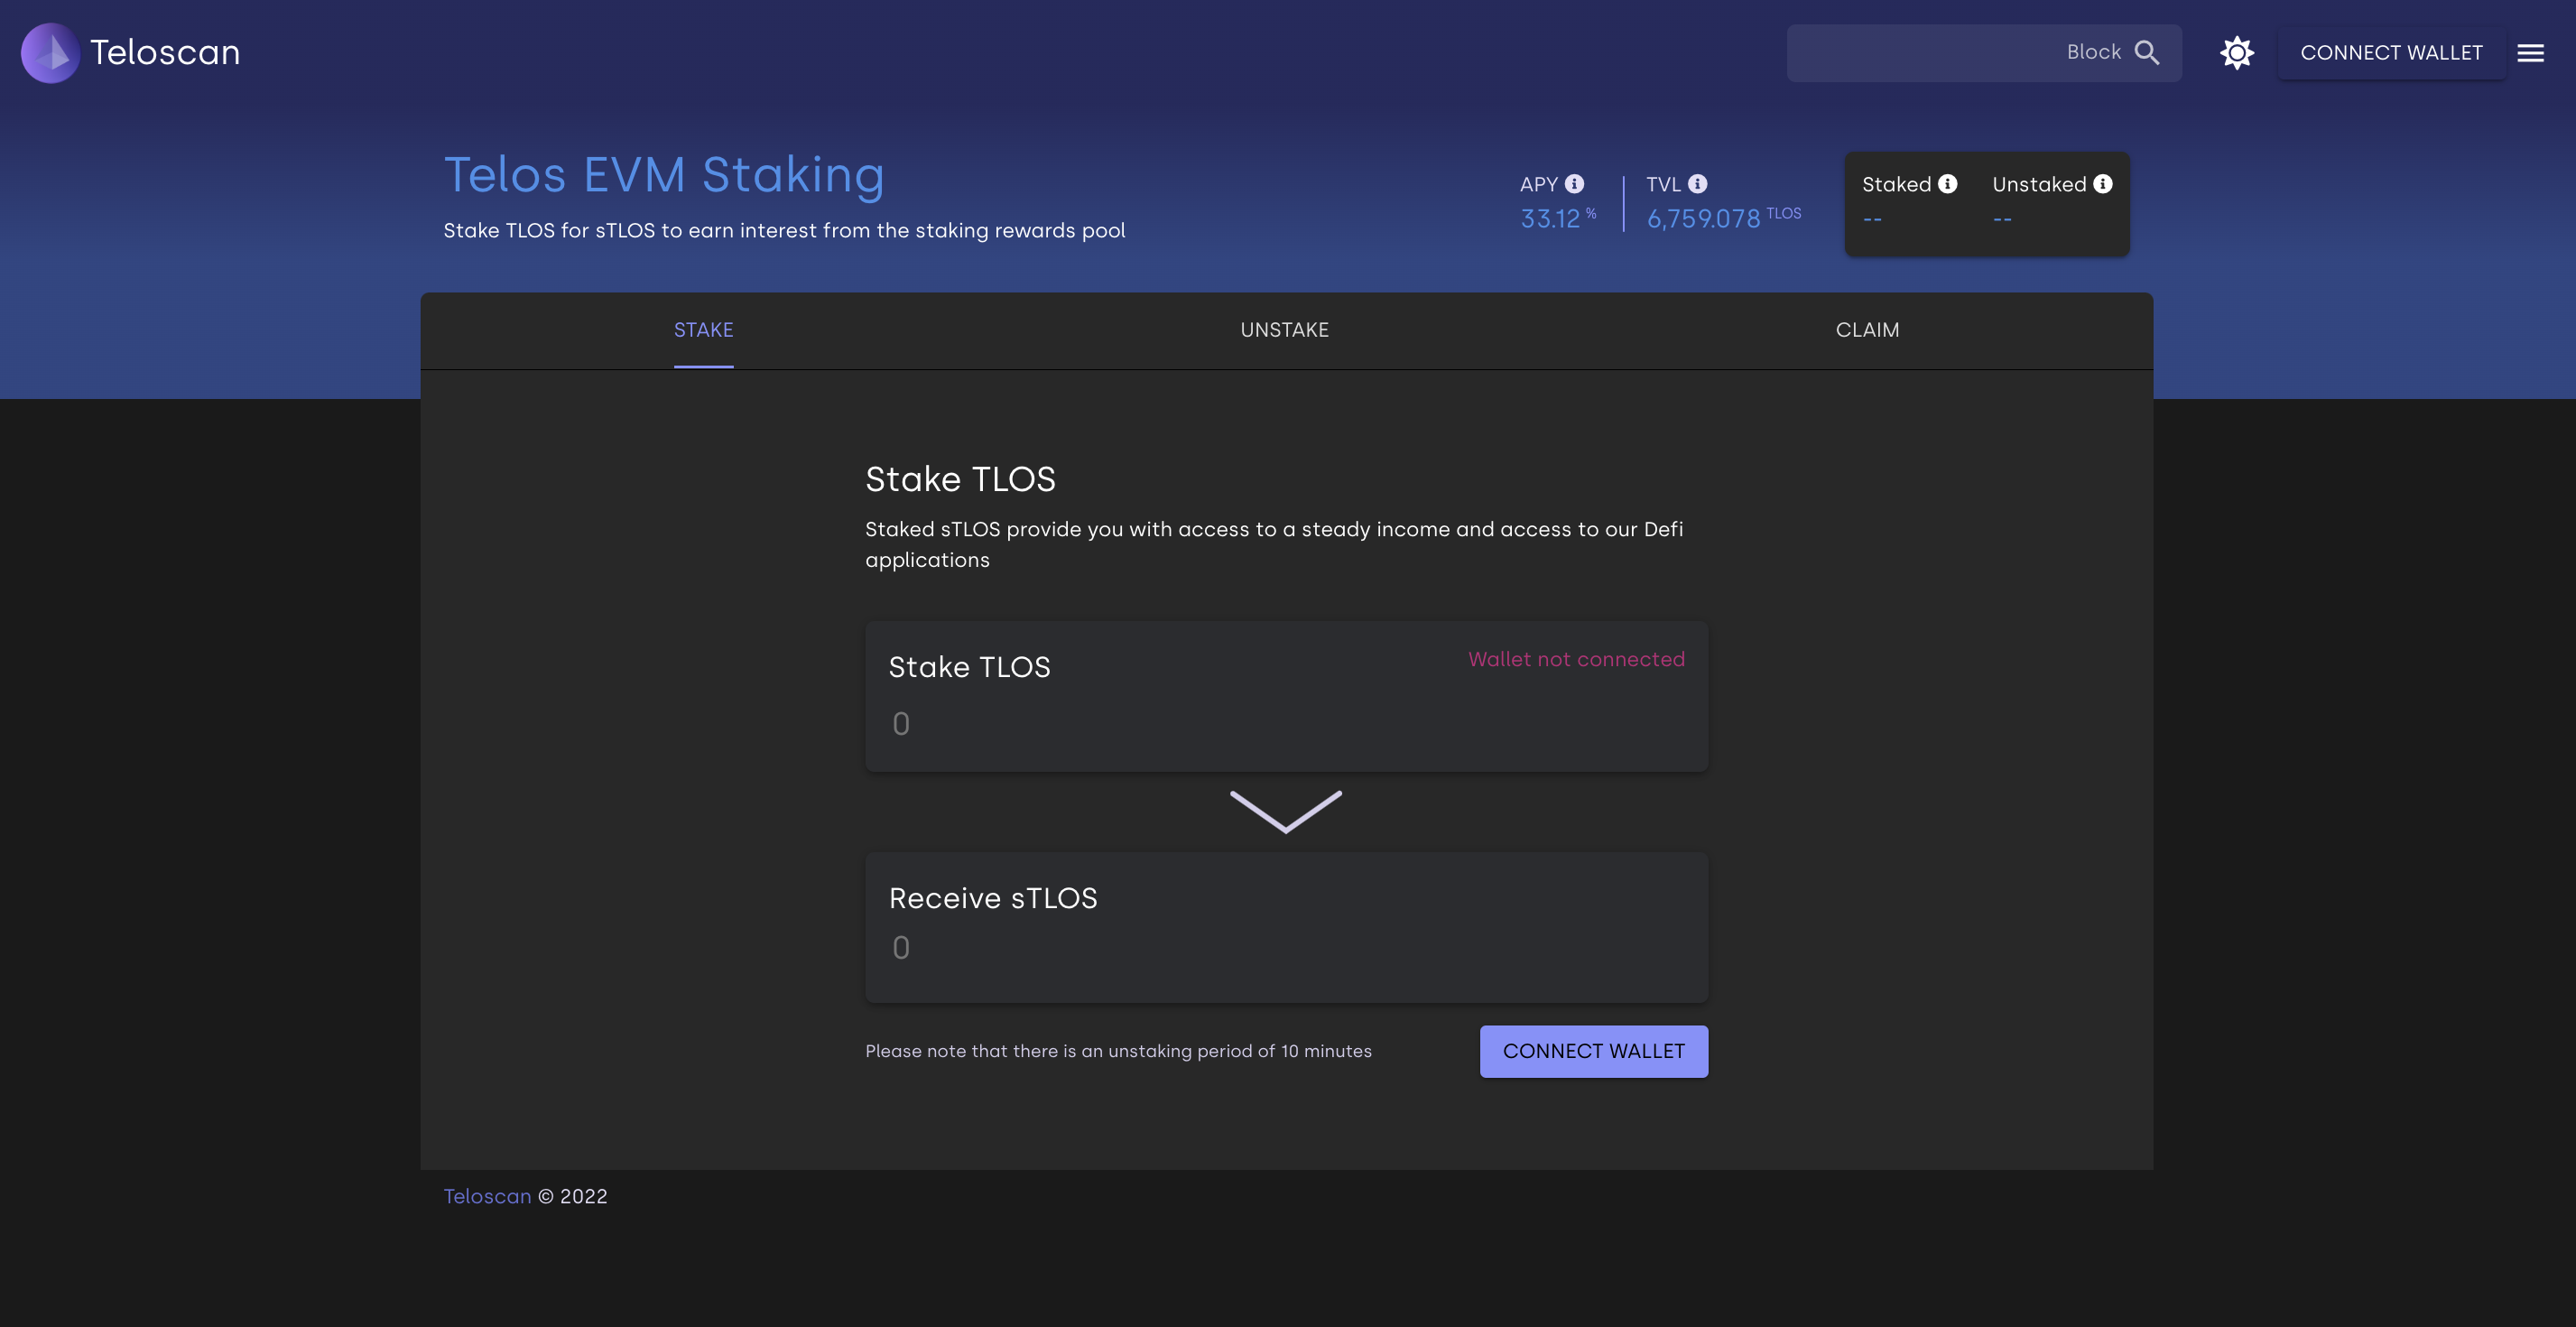 Teloscan
Block
CONNECT WALLET
Telos EVM Staking
Stake TLOS for sTLOS to earn interest from the staking rewards pool
APY
33.12 %
TVL
6,759.078 TLOS
Staked
--
Unstaked
--
STAKE
UNSTAKE
CLAIM
Stake TLOS
Staked sTLOS provide you with access to a steady income and access to our Defi
applications
Stake TLOS
Wallet not connected
0
Receive sTLOS
0
Please note that there is an unstaking period of 10 minutes
CONNECT WALLET
Teloscan © 2022